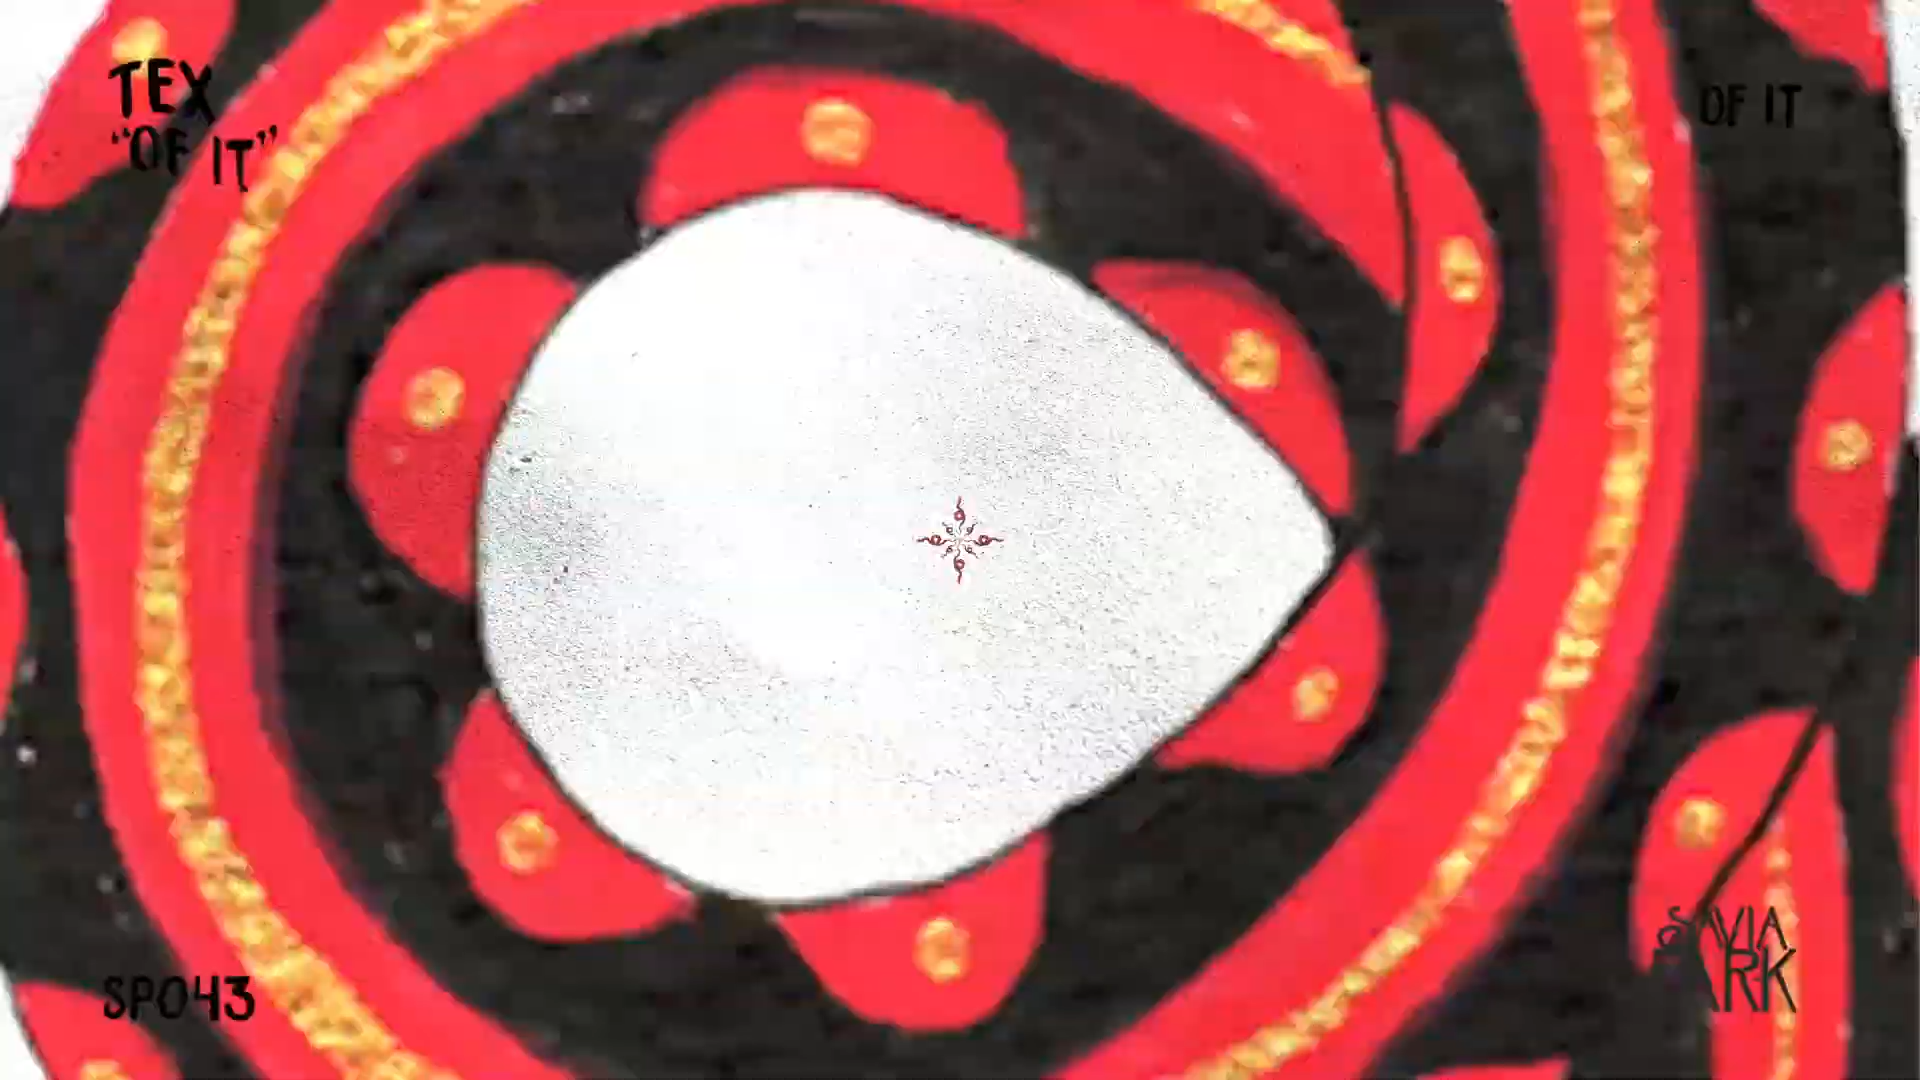 TEX
"OF IT"
OF IT
SP043
SAVIA
PARK